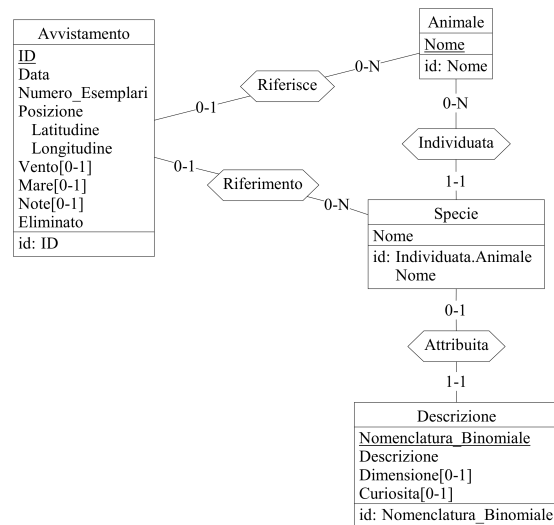 Avvistamento
ID
Data
Numero_Esemplari
Posizione
Latitudine
Longitudine
Vento[0-1]
Mare[0-1]
Note[0-1]
Eliminato
id: ID
0-1
Riferisce
0-N
Animale
Nome
id: Nome
0-N
Individuata
1-1
0-1
Riferimento
0-N
Specie
Nome
id: Individuata.Animale
Nome
0-1
Attribuita
1-1
Descrizione
Nomenclatura_Binomiale
Descrizione
Dimensione[0-1]
Curiosita[0-1]
id: Nomenclatura_Binomiale